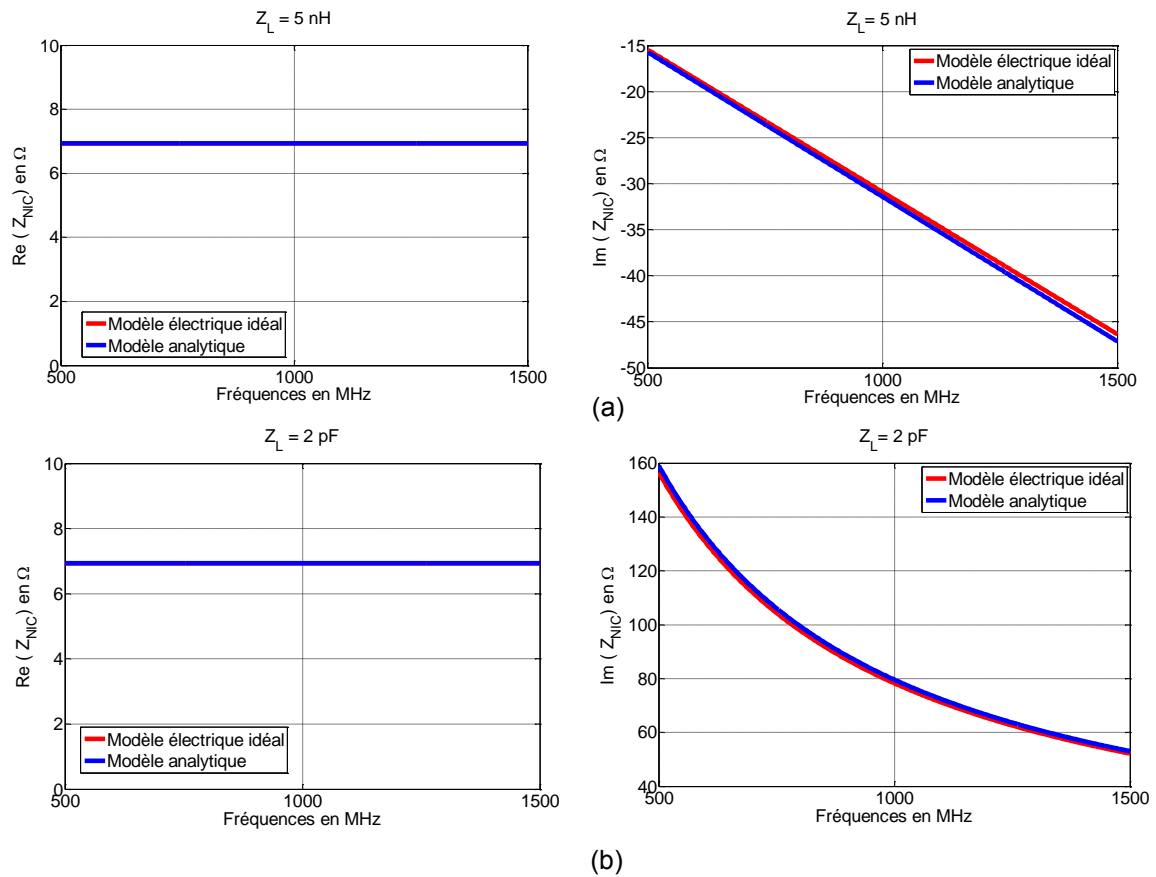 Z_L = 5 nH
10
8
6
4
2
0
Re ( Z_NIC) en Ω
500
1000
1500
Fréquences en MHz
Modèle électrique idéal
Modèle analytique
Z_L = 5 nH
-15
-20
-25
-30
-35
-40
-45
-50
Im ( Z_NIC) en Ω
500
1000
1500
Fréquences en MHz
Modèle électrique idéal
Modèle analytique
(a)
Z_L = 2 pF
10
8
6
4
2
0
Re ( Z_NIC) en Ω
500
1000
1500
Fréquences en MHz
Modèle électrique idéal
Modèle analytique
Z_L= 2 pF
160
140
120
100
80
60
40
Im ( Z_NIC) en Ω
500
1000
1500
Fréquences en MHz
Modèle électrique idéal
Modèle analytique
(b)